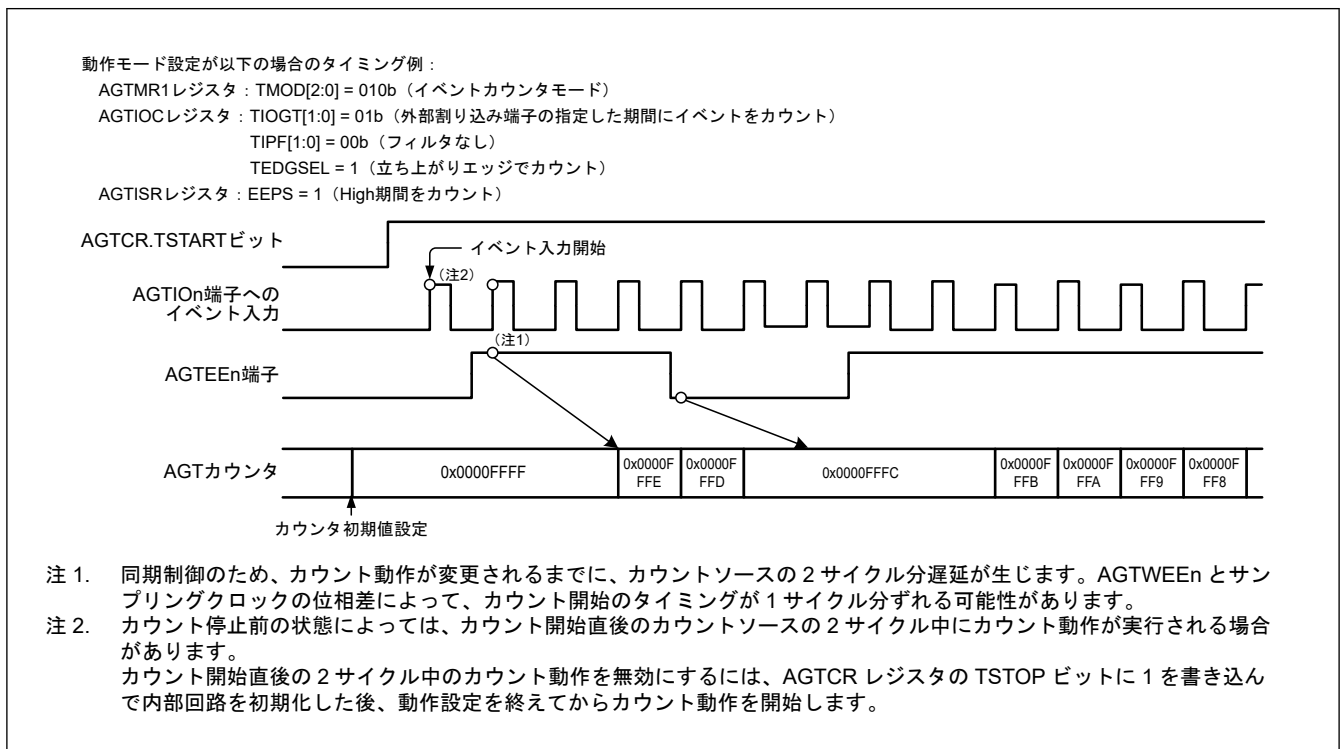 動作モード設定が以下の場合のタイミング例：
AGTMR1レジスタ：TMOD[2:0] = 010b（イベントカウンタモード）
AGTIOCレジスタ：TIOGT[1:0] = 01b（外部割り込み端子の指定した期間にイベントをカウント）
TIPF[1:0] = 00b（フィルタなし）
TEDGSEL = 1（立ち上がりエッジでカウント）
AGTISRレジスタ：EEPS = 1（High期間をカウント）
AGTCR.TSTARTビット
イベント入力開始
（注2）
AGTIOn端子への
イベント入力
（注1）
AGTEEn端子
AGTカウンタ
0x0000FFFF
0x0000F
FFE
0x0000F
FFD
0x0000FFFC
0x0000F
FFB
0x0000F
FFA
0x0000F
FF9
0x0000F
FF8
カウンタ初期値設定
注 1. 同期制御のため、カウント動作が変更されるまでに、カウントソースの 2 サイクル分遅延が生じます。AGTWEEn とサン
プリングクロックの位相差によって、カウント開始のタイミングが 1 サイクル分ずれる可能性があります。
注 2. カウント停止前の状態によっては、カウント開始直後のカウントソースの 2 サイクル中にカウント動作が実行される場合
があります。
カウント開始直後の 2 サイクル中のカウント動作を無効にするには、AGTCR レジスタの TSTOP ビットに 1 を書き込ん
で内部回路を初期化した後、動作設定を終えてからカウント動作を開始します。